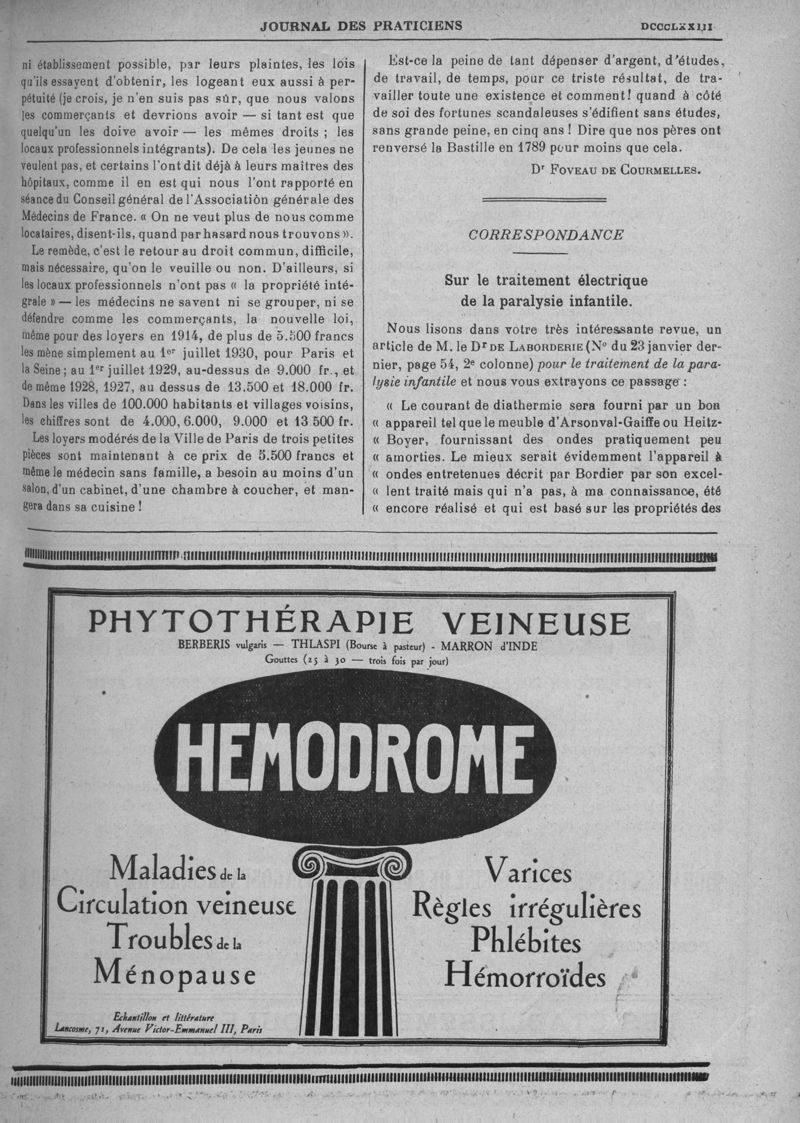 JOURNAL DES PRATICIENS
DCCCLXXIII
ni établissement possible, par leurs plaintes, les lois
qu'ils essayent d'obtenir, les logeant eux aussi à per-
pétuité (je crois, je n'en suis pas sûr, que nous valons
les commerçants et devrions avoir — si tant est que
quelqu'un les doive avoir — les mêmes droits ; les
locaux professionnels intégrants). De cela les jeunes ne
veulent pas, et certains l'ont dit déjà à leurs maîtres des
hôpitaux, comme il en est qui nous l'ont rapporté en
séance du Conseil général de l'Association générale des
Médecins de France. « On ne veut plus de nous comme
locataires, disent-ils, quand par hasard nous trouvons ».
Le remède, c'est le retour au droit commun, difficile,
mais nécessaire, qu'on le veuille ou non. D'ailleurs, si
les locaux professionnels n'ont pas « la propriété inté-
grale » — les médecins ne savent ni se grouper, ni se
défendre comme les commerçants, la nouvelle loi,
même pour des loyers en 1914, de plus de 5.500 francs
les mène simplement au 1er juillet 1930, pour Paris et
la Seine ; au 1er juillet 1929, au-dessus de 9.000 fr., et
de même 1928, 1927, au dessus de 13.500 et 18.000 fr.
Dans les villes de 100.000 habitants et villages voisins,
les chiffres sont de 4.000, 6.000, 9.000 et 13 500 fr.
Les loyers modérés de la Ville de Paris de trois petites
pièces sont maintenant à ce prix de 5.500 francs et
même le médecin sans famille, a besoin au moins d'un
salon, d'un cabinet, d'une chambre à coucher, et man-
gera dans sa cuisine !
Est-ce la peine de tant dépenser d'argent, d'études,
de travail, de temps, pour ce triste résultat, de tra-
vailler toute une existence et comment! quand à côté
de soi des fortunes scandaleuses s'édifient sans études,
sans grande peine, en cinq ans ! Dire que nos pères ont
renversé la Bastille en 1789 pour moins que cela.
Dr FOVEAU DE COURMELLES.
CORRESPONDANCE
Sur le traitement électrique
de la paralysie infantile.
Nous lisons dans votre très intéressante revue, un
article de M. le Dr DE LABORDERIE (No du 23 janvier der-
nier, page 54, 2e colonne) pour le traitement de la para-
lysie infantile et nous vous extrayons ce passage :
« Le courant de diathermie sera fourni par un bon
« appareil tel que le meuble d'Arsonval-Gaiffe ou Heitz-
« Boyer, fournissant des ondes pratiquement peu
« amorties. Le mieux serait évidemment l'appareil à
« ondes entretenues décrit par Bordier par son excel-
« lent traité mais qui n'a pas, à ma connaissance, été
« encore réalisé et qui est basé sur les propriétés des
PHYTOTHÉRAPIE VEINEUSE
BERBERIS vulgaris — THLASPI (Bourse à pasteur) - MARRON d'INDE
Gouttes (25 à 30 — trois fois par jour)
HEMODROME
Maladies de la
Circulation veineuse
Troubles de la
Ménopause
Varices
Règles irrégulières
Phlébites
Hémorroïdes
Echantillon et littérature
LANCOSME, 71, Avenue Victor-Emmanuel III, Paris